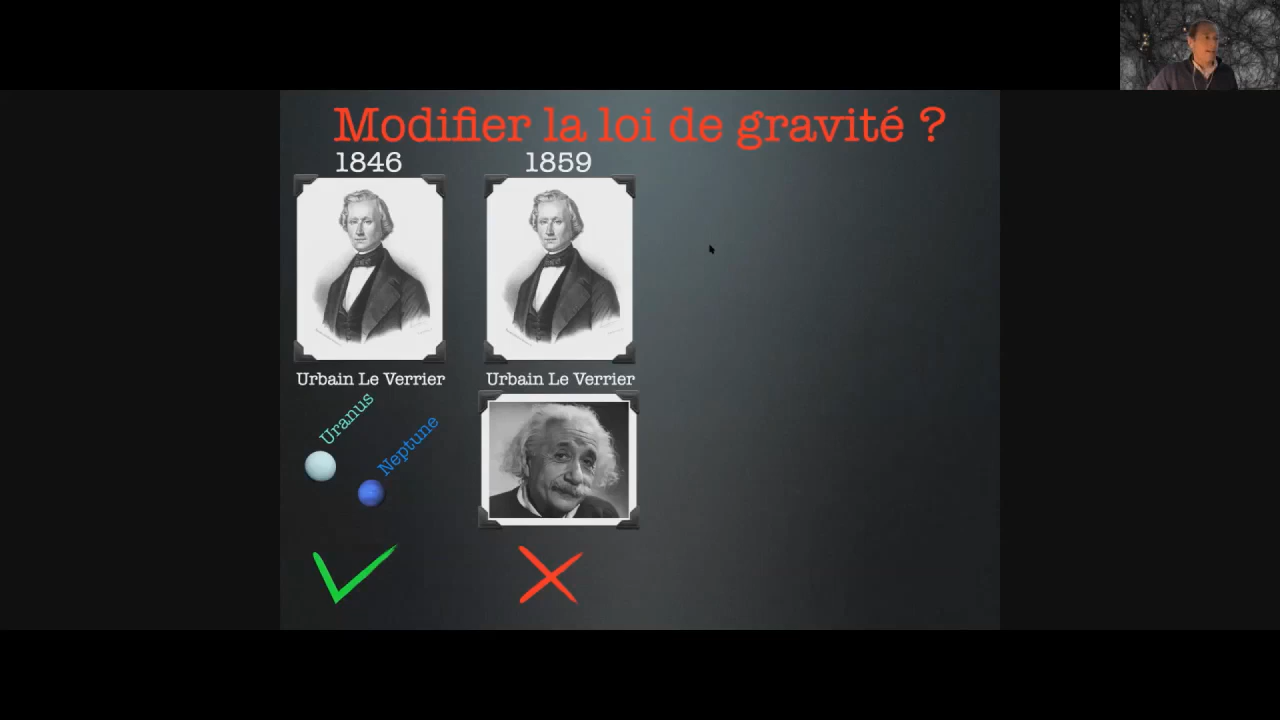 Modifier la loi de gravité ?
1846
1859
Urbain Le Verrier
Urbain Le Verrier
Uranus
Neptune